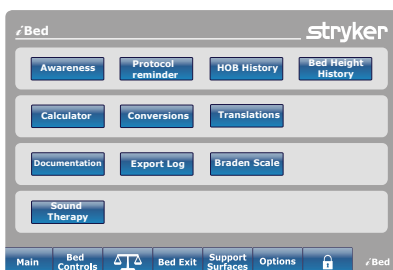 iBed stryker
Awareness Protocol reminder HOB History Bed Height History
Calculator Conversions Translations
Documentation Export Log Braden Scale
Sound Therapy
Main Bed Controls Bed Exit Support Surfaces Options iBed